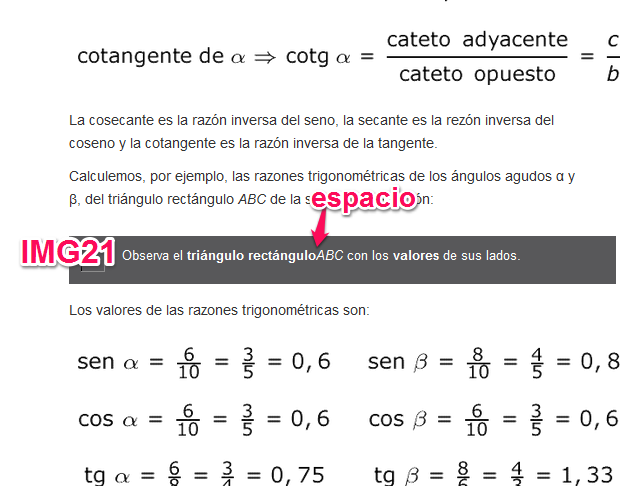 cotangente de α ⇒ cotg α = cateto adyacente / cateto opuesto = c / b
La cosecante es la razón inversa del seno, la secante es la rezón inversa del
coseno y la cotangente es la razón inversa de la tangente.
Calculemos, por ejemplo, las razones trigonométricas de los ángulos agudos α y
β, del triángulo rectángulo ABC de la
espacio
IMG21
Observa el triángulo rectánguloABC con los valores de sus lados.
Los valores de las razones trigonométricas son:
sen α = 6/10 = 3/5 = 0,6 sen β = 8/10 = 4/5 = 0,8
cos α = 6/10 = 3/5 = 0,6 cos β = 6/10 = 3/5 = 0,6
tg α = 6/8 = 3/4 = 0,75 tg β = 8/6 = 4/3 = 1,33